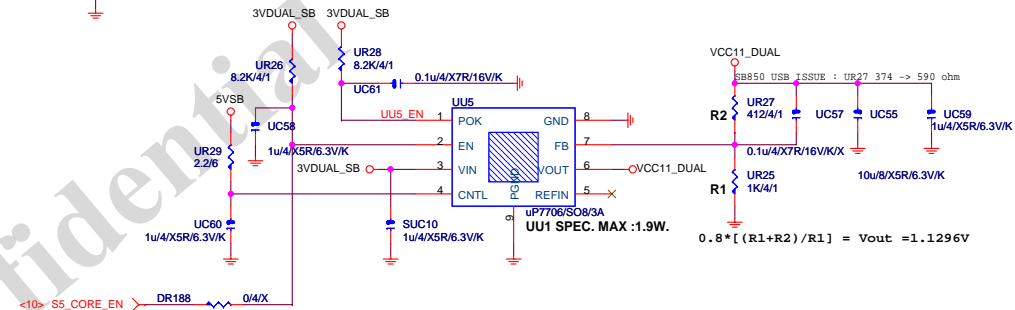 3VDUAL_SB
3VDUAL_SB
UR26
8.2K/4/1
UR28
8.2K/4/1
UC61
0.1u/4/X7R/16V/K
VCC11_DUAL
SB850 USB ISSUE : UR27 374 -> 590 ohm
5VSB
UC58
1u/4/X5R/6.3V/K
UR29
2.2/6
UU5_EN
UU5
1 POK
2 EN
3 VIN
4 CNTL
GND 8
FB 7
VOUT 6
REFIN 5
PGND
9
3VDUAL_SB
VCC11_DUAL
uP7706/SO8/3A
UU1 SPEC. MAX :1.9W.
R2
UR27
412/4/1
UC57
0.1u/4/X7R/16V/K/X
UC55
10u/8/X5R/6.3V/K
UC59
1u/4/X5R/6.3V/K
R1
UR25
1K/4/1
0.8*[(R1+R2)/R1] = Vout =1.1296V
UC60
1u/4/X5R/6.3V/K
SUC10
1u/4/X5R/6.3V/K
<10> S5_CORE_EN
DR188
0/4/X
fidential